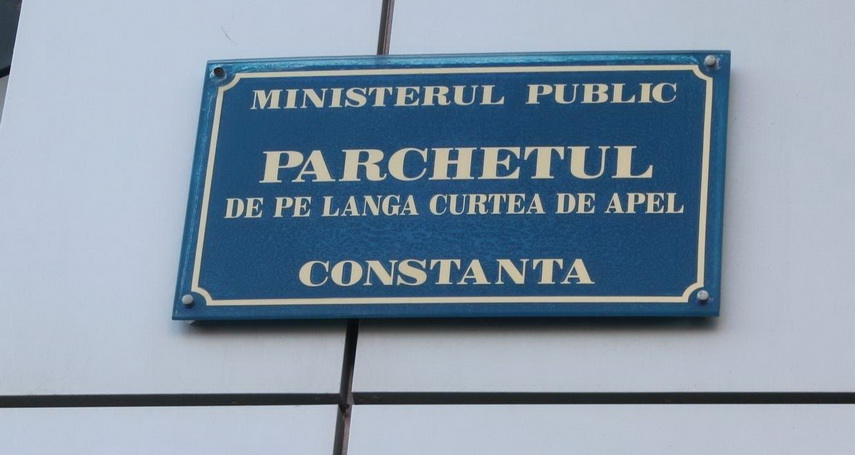 MINISTERUL PUBLIC
PARCHETUL
DE PE LANGA CURTEA DE APEL
CONSTANTA